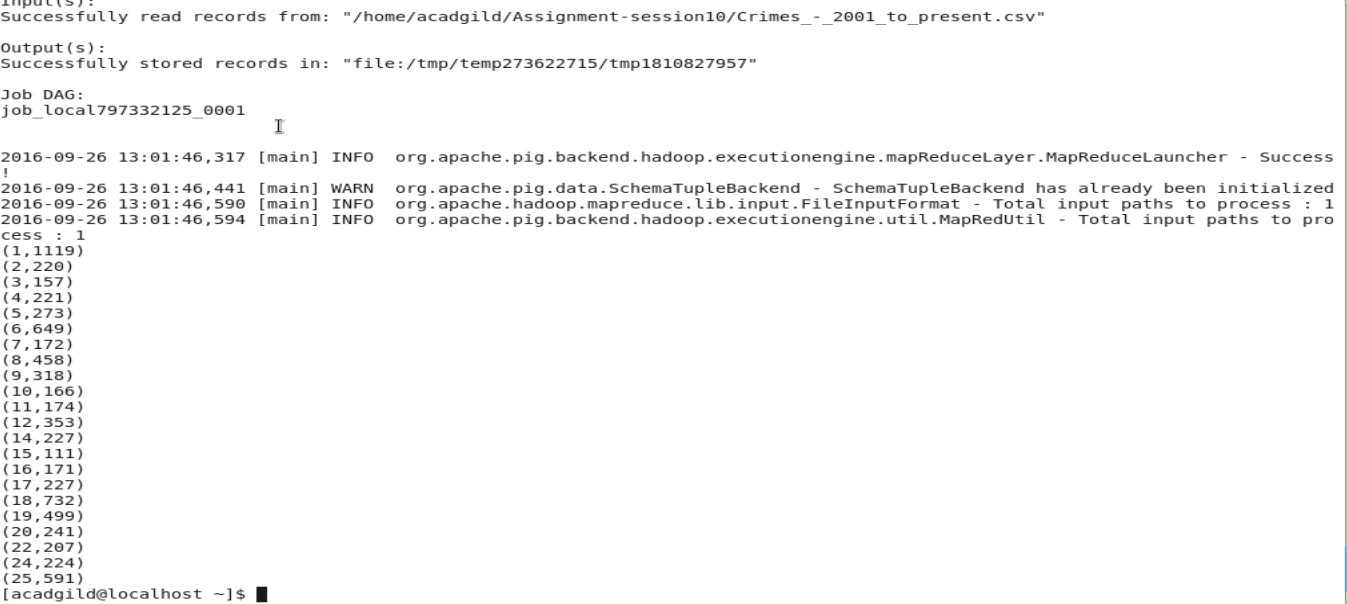 Input(s):
Successfully read records from: "/home/acadgild/Assignment-session10/Crimes_-_2001_to_present.csv"
Output(s):
Successfully stored records in: "file:/tmp/temp273622715/tmp1810827957"
Job DAG:
job_local797332125_0001
2016-09-26 13:01:46,317 [main] INFO  org.apache.pig.backend.hadoop.executionengine.mapReduceLayer.MapReduceLauncher - Success
!
2016-09-26 13:01:46,441 [main] WARN  org.apache.pig.data.SchemaTupleBackend - SchemaTupleBackend has already been initialized
2016-09-26 13:01:46,590 [main] INFO  org.apache.hadoop.mapreduce.lib.input.FileInputFormat - Total input paths to process : 1
2016-09-26 13:01:46,594 [main] INFO  org.apache.pig.backend.hadoop.executionengine.util.MapRedUtil - Total input paths to pro
cess : 1
(1,1119)
(2,220)
(3,157)
(4,221)
(5,273)
(6,649)
(7,172)
(8,458)
(9,318)
(10,166)
(11,174)
(12,353)
(14,227)
(15,111)
(16,171)
(17,227)
(18,732)
(19,499)
(20,241)
(22,207)
(24,224)
(25,591)
[acadgild@localhost ~]$